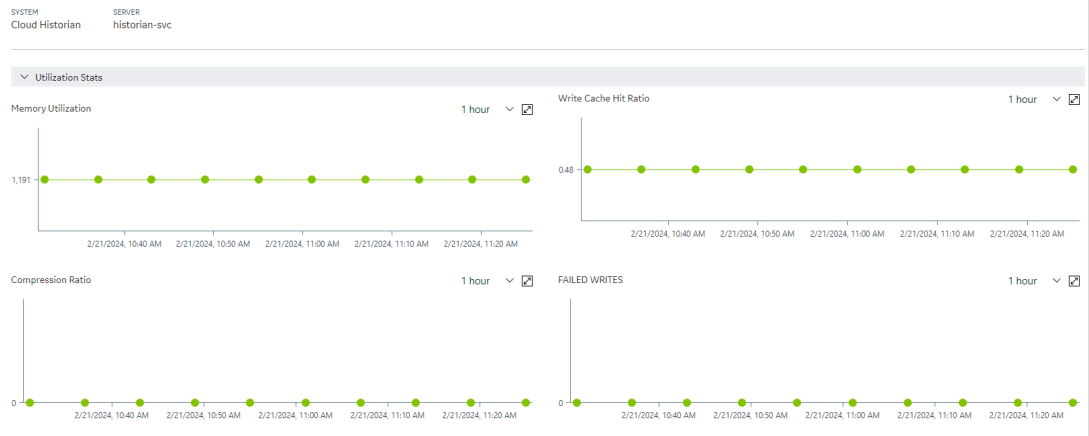 SYSTEM
Cloud Historian
SERVER
historian-svc
Utilization Stats
Memory Utilization
1 hour
1,191
2/21/2024, 10:40 AM 2/21/2024, 10:50 AM 2/21/2024, 11:00 AM 2/21/2024, 11:10 AM 2/21/2024, 11:20 AM
Write Cache Hit Ratio
1 hour
0.48
2/21/2024, 10:40 AM 2/21/2024, 10:50 AM 2/21/2024, 11:00 AM 2/21/2024, 11:10 AM 2/21/2024, 11:20 AM
Compression Ratio
1 hour
0
2/21/2024, 10:40 AM 2/21/2024, 10:50 AM 2/21/2024, 11:00 AM 2/21/2024, 11:10 AM 2/21/2024, 11:20 AM
FAILED WRITES
1 hour
0
2/21/2024, 10:40 AM 2/21/2024, 10:50 AM 2/21/2024, 11:00 AM 2/21/2024, 11:10 AM 2/21/2024, 11:20 AM